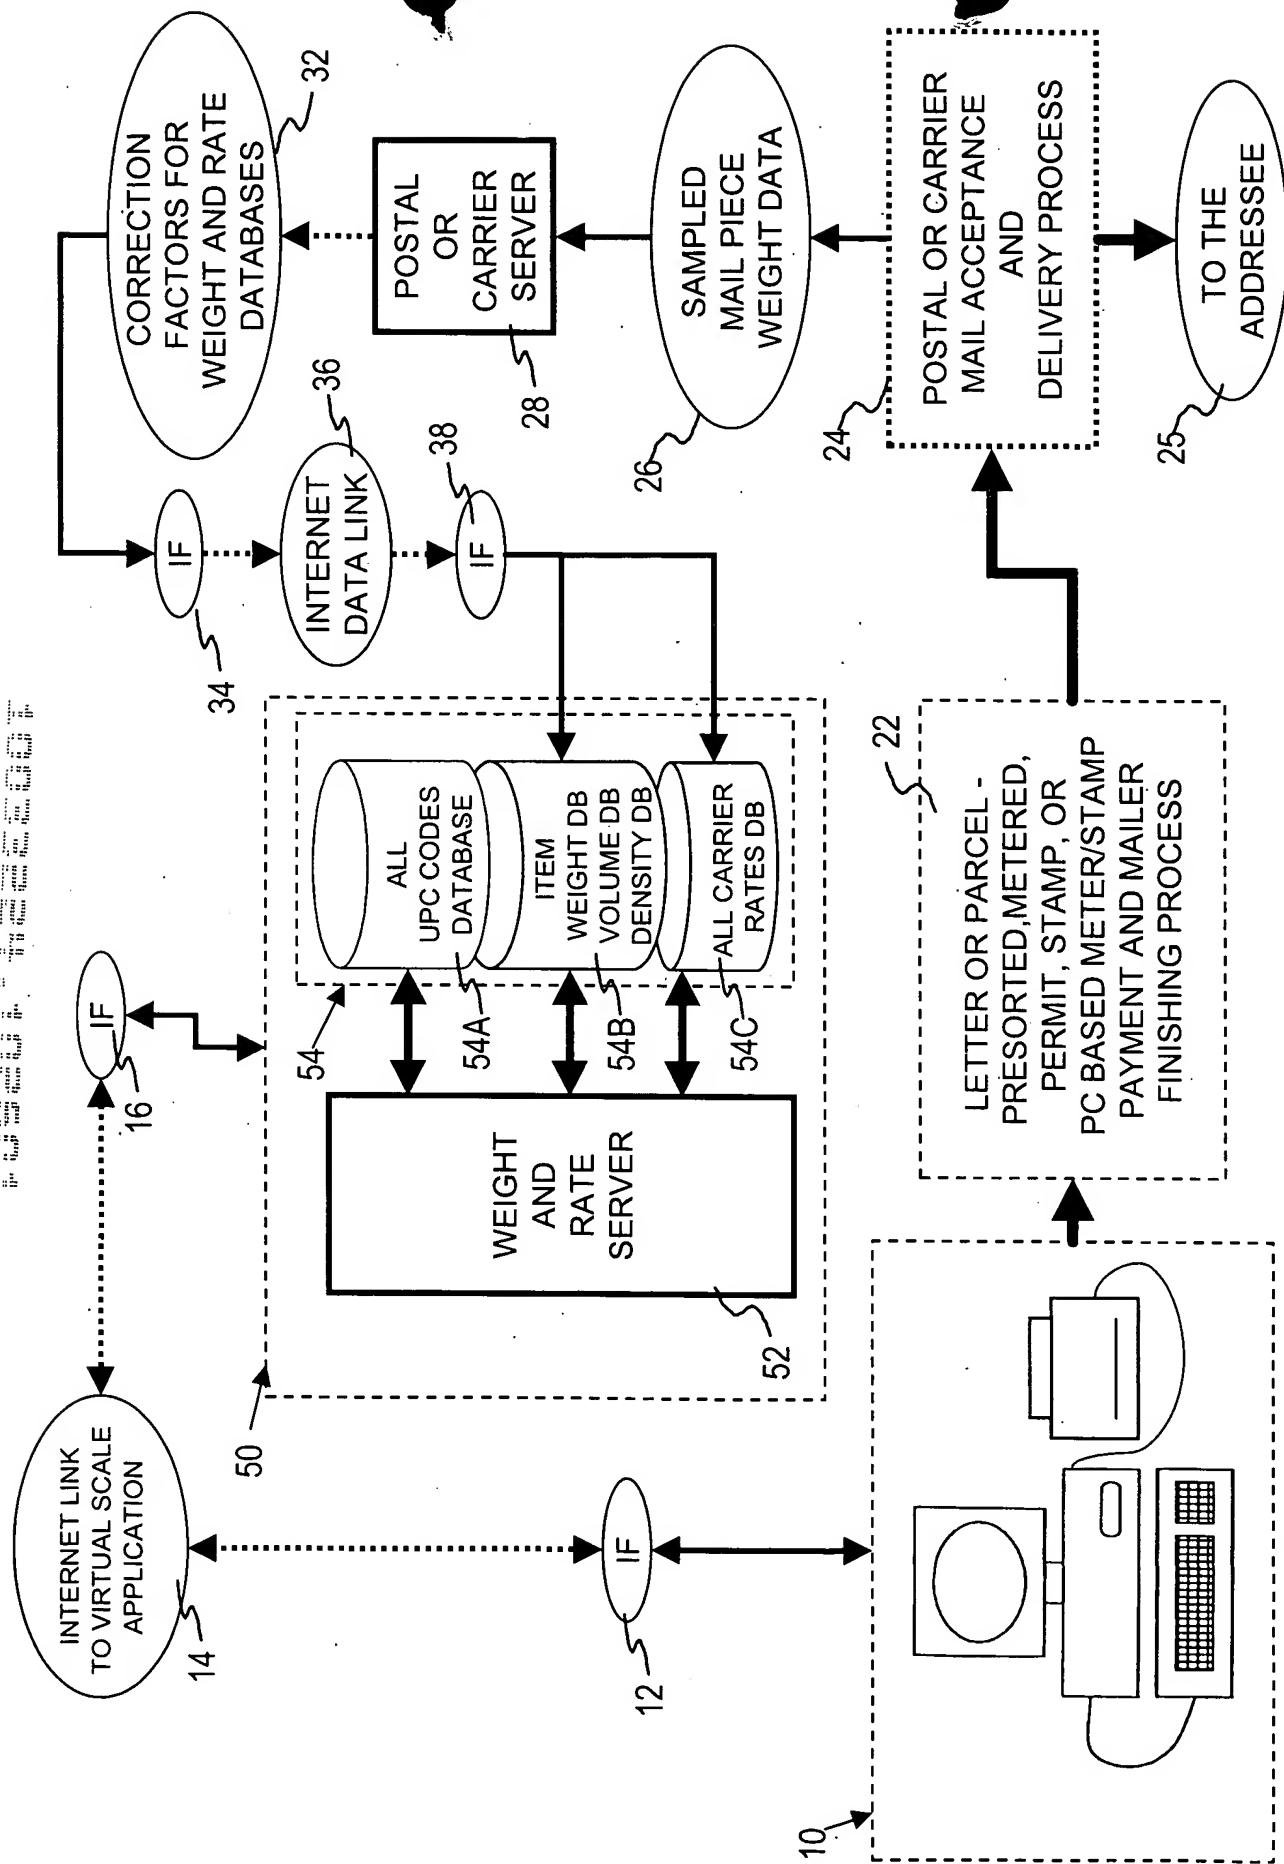 INTERNET LINK
TO VIRTUAL SCALE
APPLICATION
14
IF
16
CORRECTION
FACTORS FOR
WEIGHT AND RATE
DATABASES
32
IF
34
INTERNET
DATA LINK
36
IF
38
POSTAL
OR
CARRIER
SERVER
28
SAMPLED
MAIL PIECE
WEIGHT DATA
26
50
WEIGHT
AND
RATE
SERVER
52
54
ALL
UPC CODES
DATABASE
54A
ITEM
WEIGHT DB
VOLUME DB
DENSITY DB
54B
ALL CARRIER
RATES DB
54C
IF
12
10
LETTER OR PARCEL -
PRESORTED,METERED,
PERMIT, STAMP, OR
PC BASED METER/STAMP
PAYMENT AND MAILER
FINISHING PROCESS
22
POSTAL OR CARRIER
MAIL ACCEPTANCE
AND
DELIVERY PROCESS
24
TO THE
ADDRESSEE
25